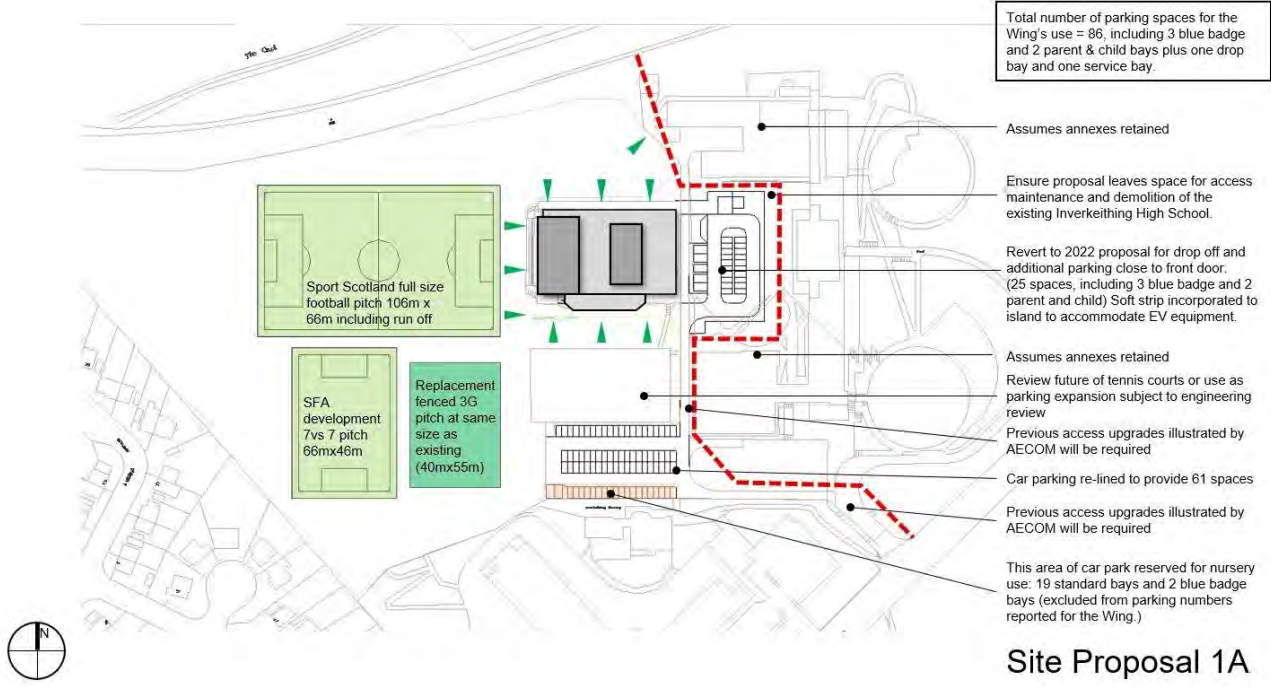 Total number of parking spaces for the
Wing's use = 86, including 3 blue badge
and 2 parent & child bays plus one drop
bay and one service bay.
Assumes annexes retained
Ensure proposal leaves space for access
maintenance and demolition of the
existing Inverkeithing High School.
Revert to 2022 proposal for drop off and
additional parking close to front door.
(25 spaces, including 3 blue badge and 2
parent and child) Soft strip incorporated to
island to accommodate EV equipment.
Assumes annexes retained
Review future of tennis courts or use as
parking expansion subject to engineering
review
Previous access upgrades illustrated by
AECOM will be required
Car parking re-lined to provide 61 spaces
Previous access upgrades illustrated by
AECOM will be required
This area of car park reserved for nursery
use: 19 standard bays and 2 blue badge
bays (excluded from parking numbers
reported for the Wing.)
Sport Scotland full size
football pitch 106m x
66m including run off
SFA
development
7vs 7 pitch
66mx46m
Replacement
fenced 3G
pitch at same
size as
existing
(40mx55m)
N
Site Proposal 1A